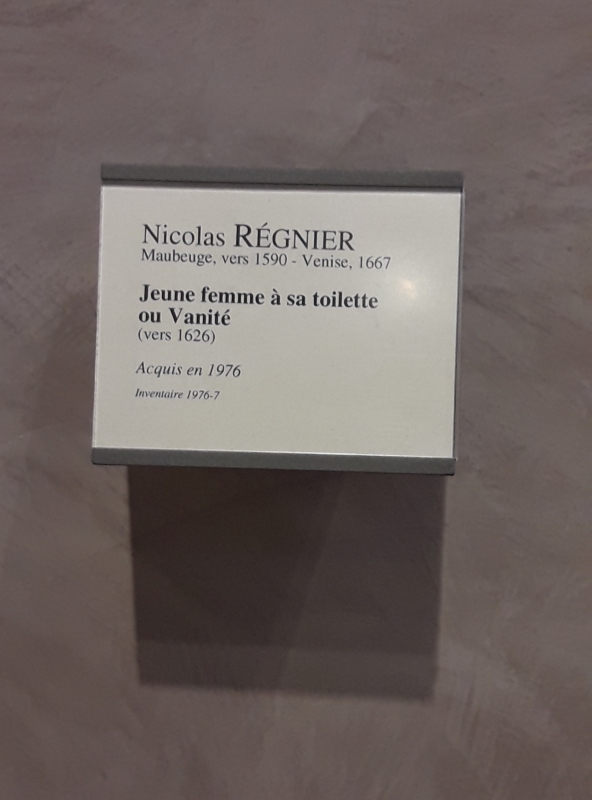 Nicolas RÉGNIER
Maubeuge, vers 1590 - Venise, 1667
Jeune femme à sa toilette
ou Vanité
(vers 1626)
Acquis en 1976
Inventaire 1976-7